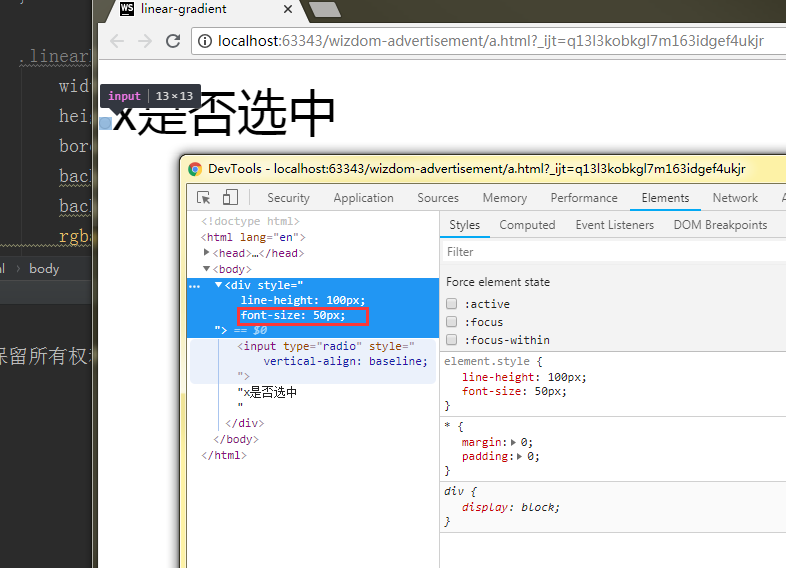 linear-gradient
localhost:63343/wizdom-advertisement/a.html?_ijt=q13l3kobkgl7m163idgef4ukjr
input 13×13
x是否选中
.linear
widt
heig
bor
back
back
rgba
body
保留所有权
DevTools - localhost:63343/wizdom-advertisement/a.html?_ijt=q13l3kobkgl7m163idgef4ukjr
Security Application Sources Memory Performance Elements Network
<!doctype html>
<html lang="en">
<head>…</head>
<body>
<div style="
line-height: 100px;
font-size: 50px;
"> == $0
<input type="radio" style="
vertical-align: baseline;
">
"x是否选中
"
</div>
</body>
</html>
Styles Computed Event Listeners DOM Breakpoints
Filter
Force element state
:active
:focus
:focus-within
element.style {
line-height: 100px;
font-size: 50px;
}
* {
margin: 0;
padding: 0;
}
div {
display: block;
}